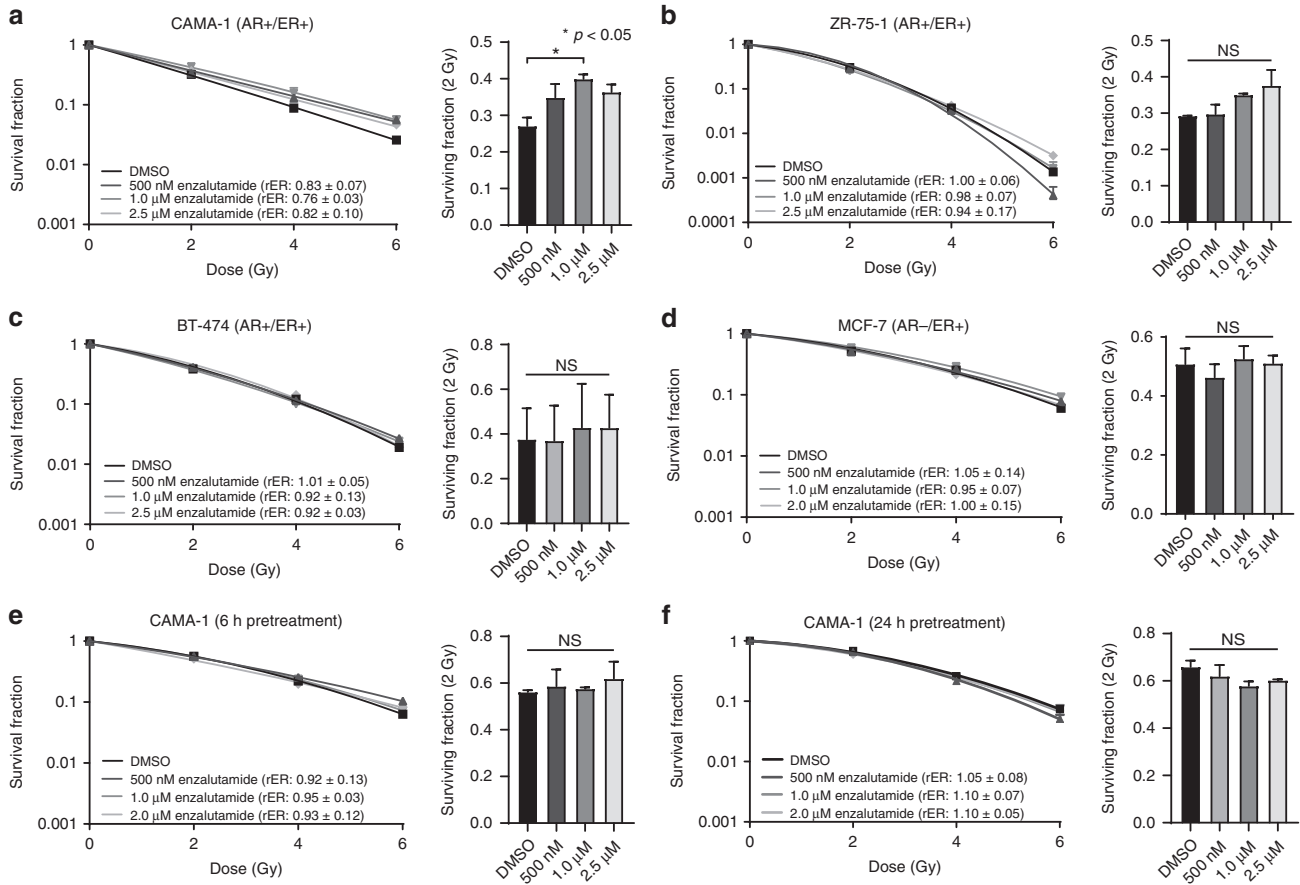 a
CAMA-1 (AR+/ER+)
Survival fraction
1
0.1
0.01
0.001
DMSO
500 nM enzalutamide (rER: 0.83 ± 0.07)
1.0 μM enzalutamide (rER: 0.76 ± 0.03)
2.5 μM enzalutamide (rER: 0.82 ± 0.10)
0 2 4 6
Dose (Gy)
Surviving fraction (2 Gy)
* p < 0.05
*
0.5
0.4
0.3
0.2
0.1
0.0
DMSO
500 nM
1.0 μM
2.5 μM
b
ZR-75-1 (AR+/ER+)
Survival fraction
1
0.1
0.01
0.001
0.0001
DMSO
500 nM enzalutamide (rER: 1.00 ± 0.06)
1.0 μM enzalutamide (rER: 0.98 ± 0.07)
2.5 μM enzalutamide (rER: 0.94 ± 0.17)
0 2 4 6
Dose (Gy)
Surviving fraction (2 Gy)
NS
0.5
0.4
0.3
0.2
0.1
0.0
DMSO
500 nM
1.0 μM
2.5 μM
c
BT-474 (AR+/ER+)
Survival fraction
1
0.1
0.01
0.001
DMSO
500 nM enzalutamide (rER: 1.01 ± 0.05)
1.0 μM enzalutamide (rER: 0.92 ± 0.13)
2.5 μM enzalutamide (rER: 0.92 ± 0.03)
0 2 4 6
Dose (Gy)
Surviving fraction (2 Gy)
NS
0.8
0.6
0.4
0.2
0.0
DMSO
500 nM
1.0 μM
2.5 μM
d
MCF-7 (AR–/ER+)
Survival fraction
1
0.1
0.01
0.001
DMSO
500 nM enzalutamide (rER: 1.05 ± 0.14)
1.0 μM enzalutamide (rER: 0.95 ± 0.07)
2.0 μM enzalutamide (rER: 1.00 ± 0.15)
0 2 4 6
Dose (Gy)
Surviving fraction (2 Gy)
NS
0.6
0.4
0.2
0.0
DMSO
500 nM
1.0 μM
2.5 μM
e
CAMA-1 (6 h pretreatment)
Survival fraction
1
0.1
0.01
0.001
DMSO
500 nM enzalutamide (rER: 0.92 ± 0.13)
1.0 μM enzalutamide (rER: 0.95 ± 0.03)
2.0 μM enzalutamide (rER: 0.93 ± 0.12)
0 2 4 6
Dose (Gy)
Surviving fraction (2 Gy)
NS
0.8
0.6
0.4
0.2
0.0
DMSO
500 nM
1.0 μM
2.5 μM
f
CAMA-1 (24 h pretreatment)
Survival fraction
1
0.1
0.01
0.001
DMSO
500 nM enzalutamide (rER: 1.05 ± 0.08)
1.0 μM enzalutamide (rER: 1.10 ± 0.07)
2.0 μM enzalutamide (rER: 1.10 ± 0.05)
0 2 4 6
Dose (Gy)
Surviving fraction (2 Gy)
NS
0.8
0.6
0.4
0.2
0.0
DMSO
500 nM
1.0 μM
2.5 μM